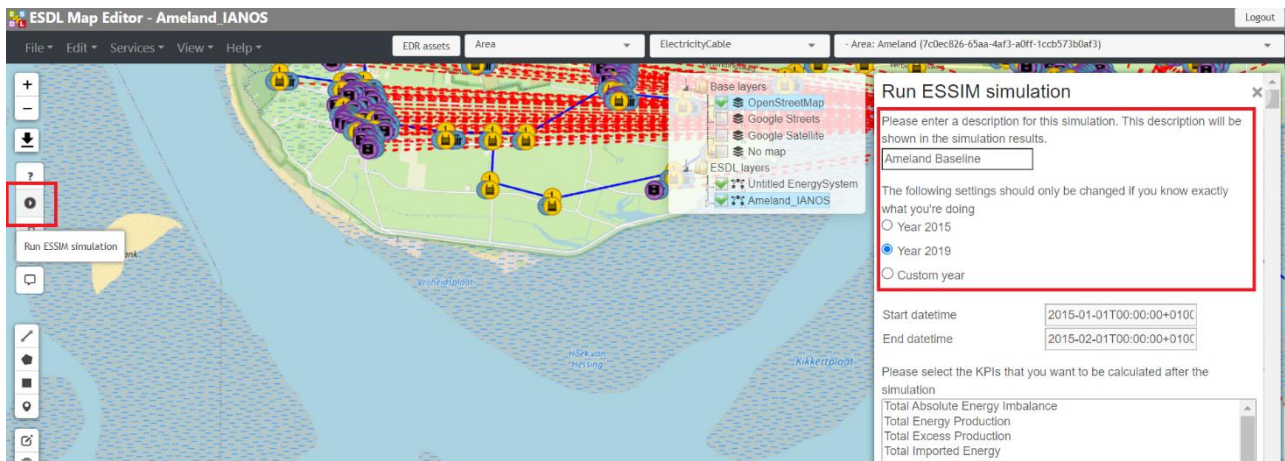 ESDL Map Editor - Ameland_IANOS
Logout
File Edit Services View Help
EDR assets
Area
ElectricityCable
- Area: Ameland (7c0ec826-65aa-4af3-a0ff-1ccb573b0af3)
+
−
?
Run ESSIM simulation
Base layers
OpenStreetMap
Google Streets
Google Satellite
No map
ESDL layers
Untitled EnergySystem
Ameland_IANOS
Vrijheidsplaat
Kikkertplaat
Run ESSIM simulation
×
Please enter a description for this simulation. This description will be
shown in the simulation results.
Ameland Baseline
The following settings should only be changed if you know exactly
what you're doing
Year 2015
Year 2019
Custom year
Start datetime 2015-01-01T00:00:00+010
End datetime 2015-02-01T00:00:00+010
Please select the KPIs that you want to be calculated after the
simulation
Total Absolute Energy Imbalance
Total Energy Production
Total Excess Production
Total Imported Energy